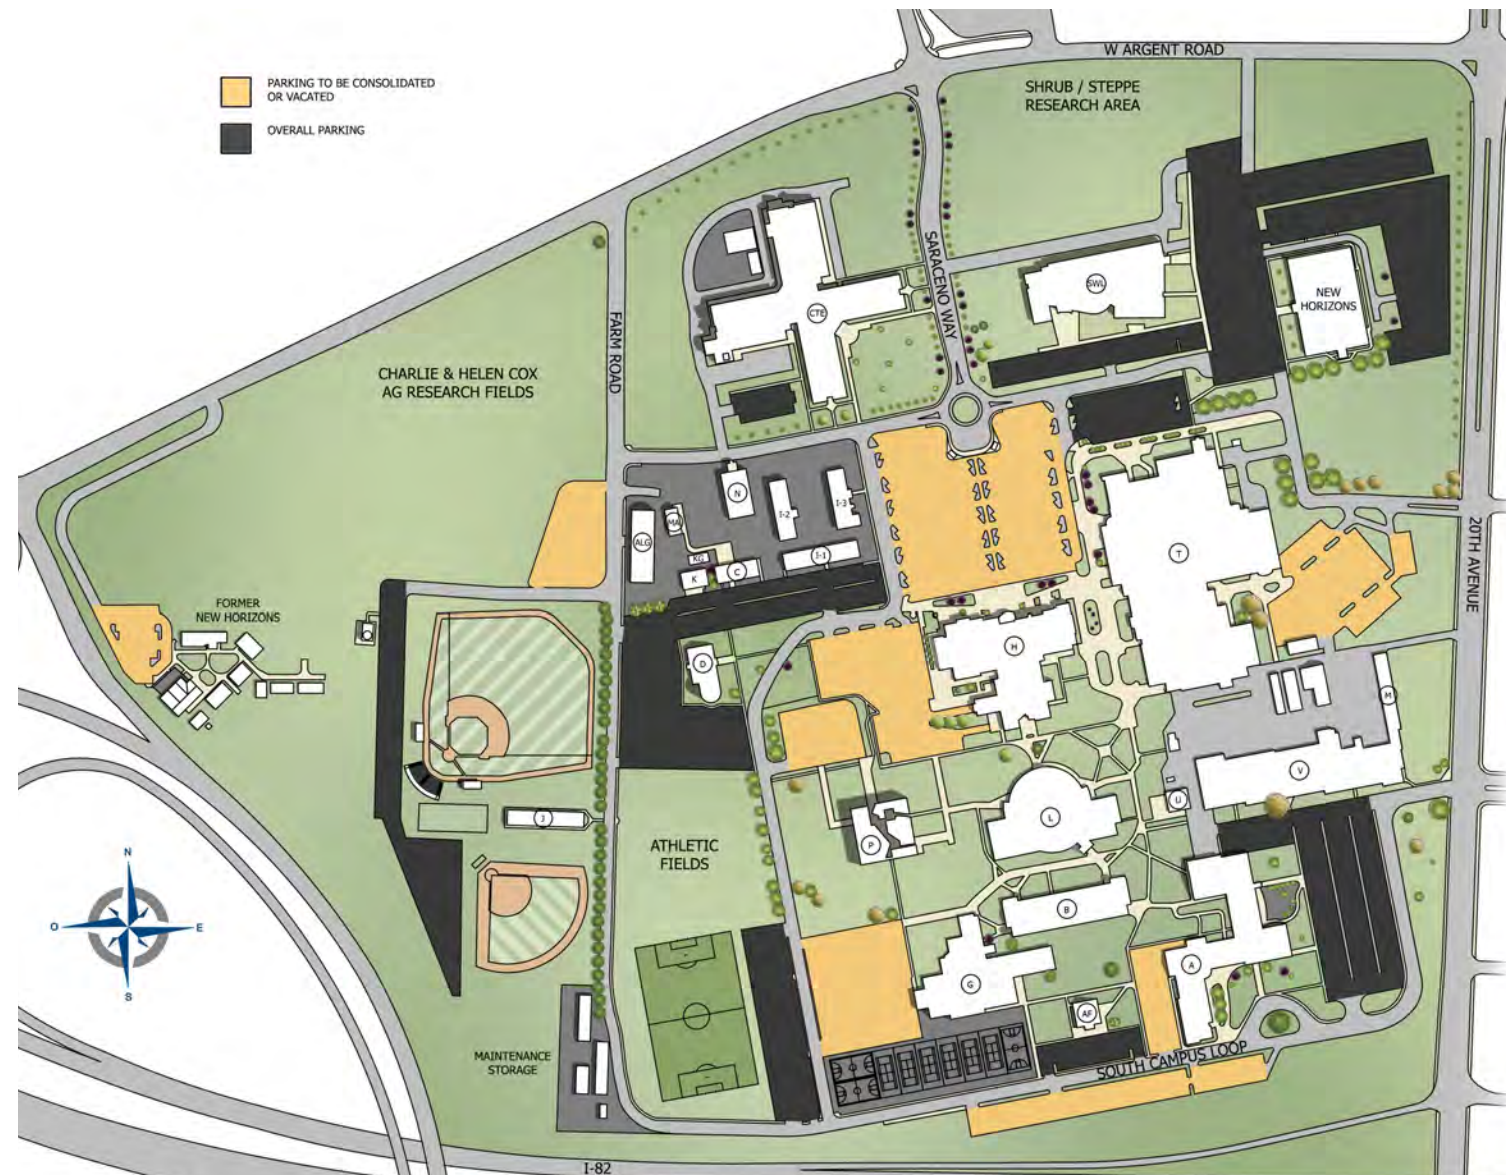 W ARGENT ROAD
PARKING TO BE CONSOLIDATED
OR VACATED
OVERALL PARKING
SHRUB / STEPPE
RESEARCH AREA
SARACENO WAY
SWL
NEW
HORIZONS
CTE
FARM ROAD
CHARLIE & HELEN COX
AG RESEARCH FIELDS
N
I-2
I-3
MA
ALG
KC
I-1
K
C
T
20TH AVENUE
FORMER
NEW HORIZONS
H
D
M
V
U
J
L
P
ATHLETIC
FIELDS
N
O
E
S
B
A
G
AF
MAINTENANCE
STORAGE
SOUTH CAMPUS LOOP
I-82